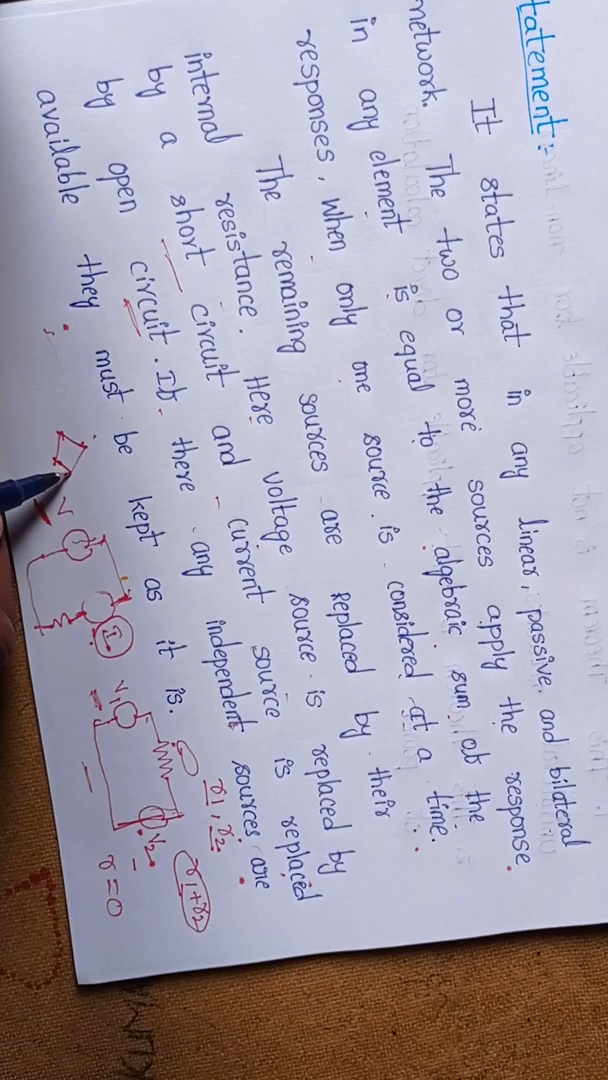 tatement :-
It states that in any linear, passive, and bilateral
network. The two or more sources apply the response
in any element is equal to the algebraic sum of the
responses, when only one source is considered at a time.
The remaining sources are replaced by their
internal resistance. Here voltage source is replaced by
by a short circuit and current source is replaced
by open circuit. If there any independent sources are
available they must be kept as it is.
r1, r2
r1+r2
V I
V1 V2
r=0
KUMA